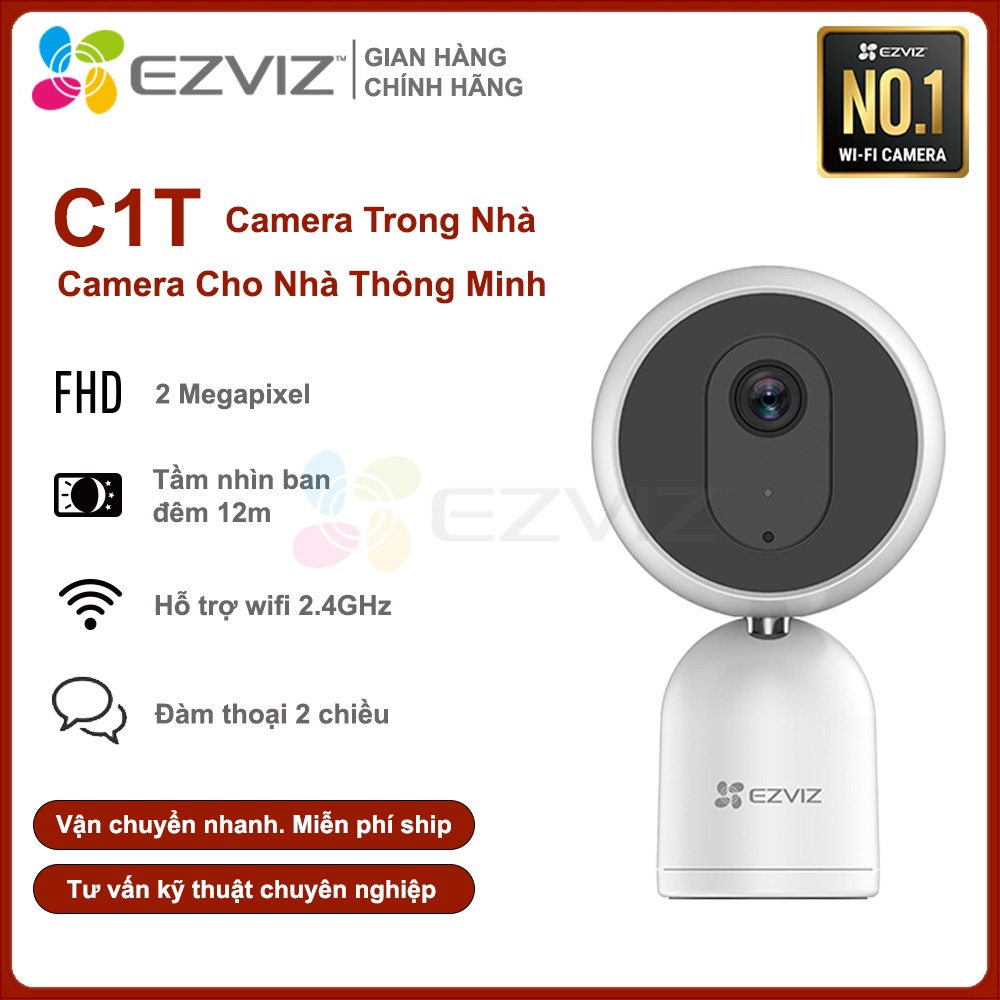 EZVIZ™
GIAN HÀNG
CHÍNH HÃNG
EZVIZ
NO.1
WI-FI CAMERA
C1T Camera Trong Nhà
Camera Cho Nhà Thông Minh
FHD 2 Megapixel
Tầm nhìn ban
đêm 12m
EZVIZ
Hỗ trợ wifi 2.4GHz
Đàm thoại 2 chiều
EZVIZ
Vận chuyển nhanh. Miễn phí ship
Tư vấn kỹ thuật chuyên nghiệp